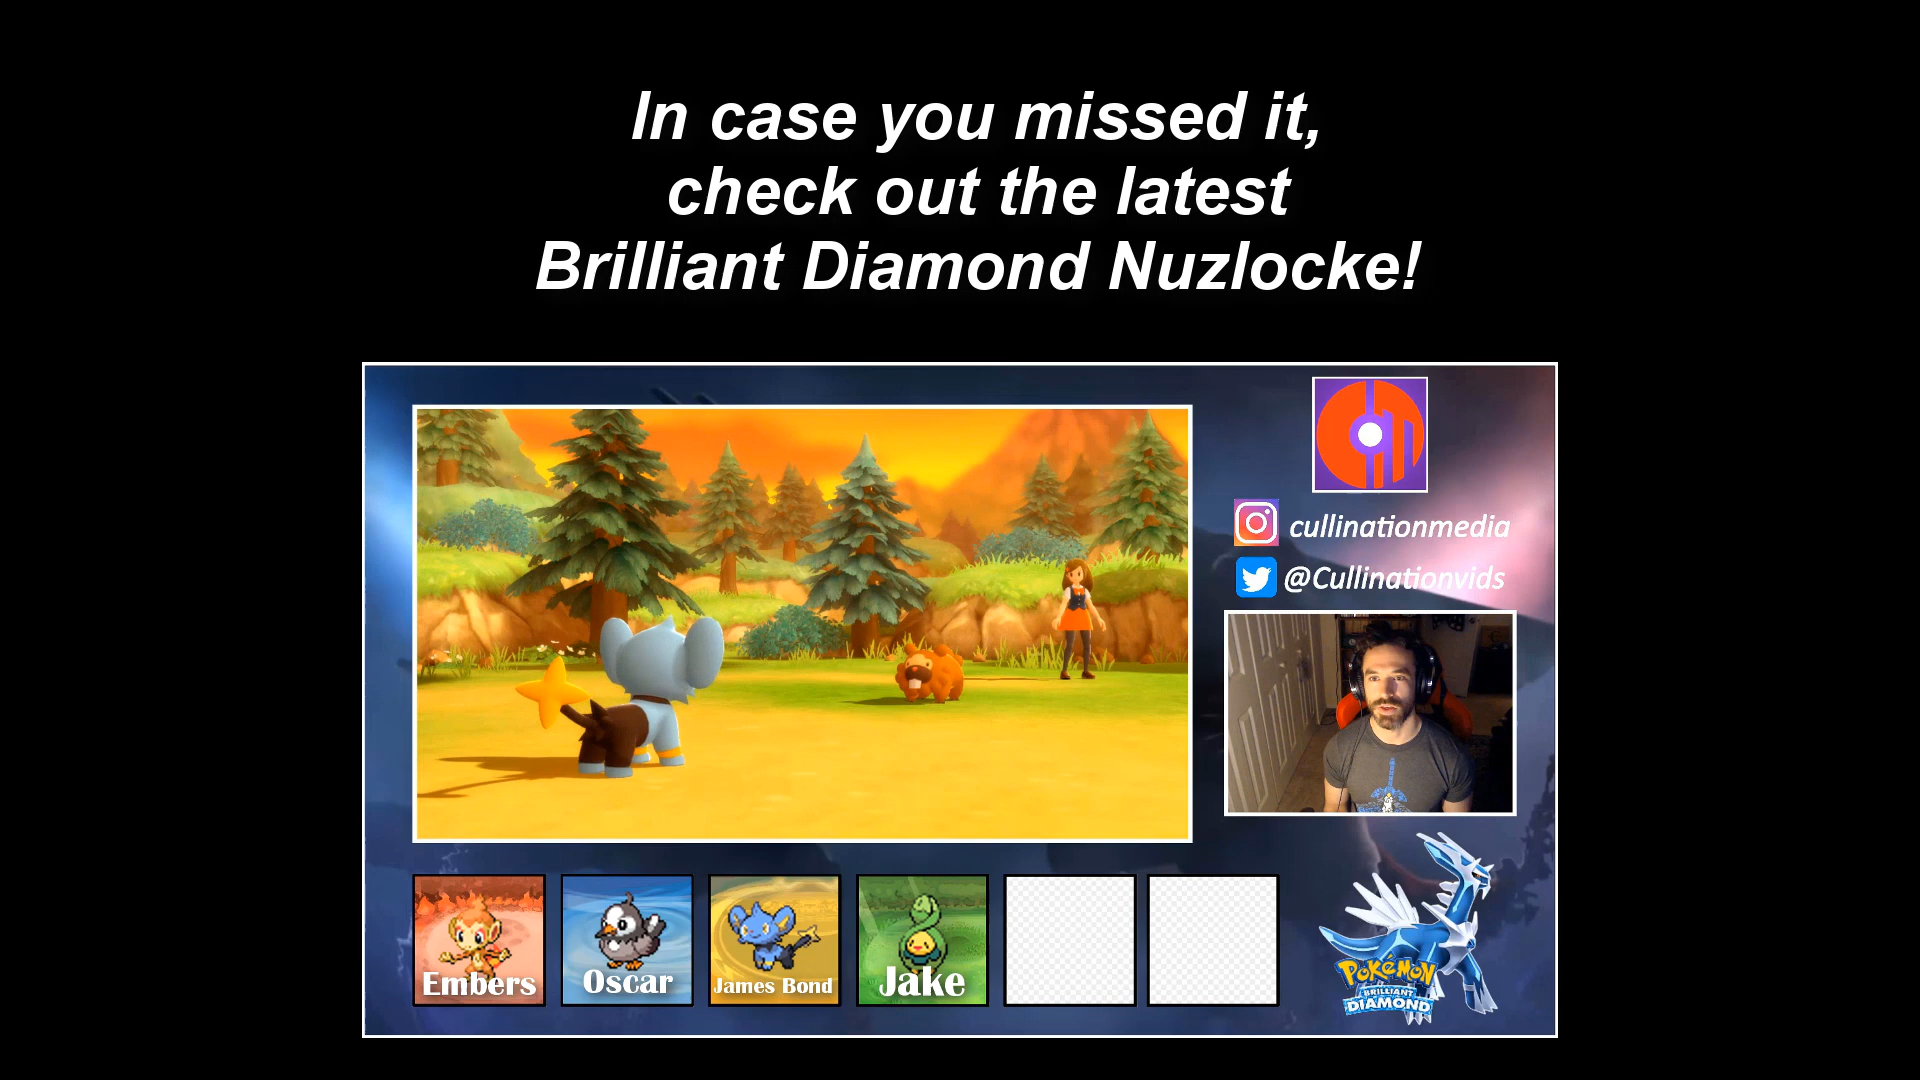 In case you missed it,
check out the latest
Brilliant Diamond Nuzlocke!
cullinationmedia
@Cullinationvids
Embers
Oscar
James Bond
Jake
POKÉMON
BRILLIANT
DIAMOND